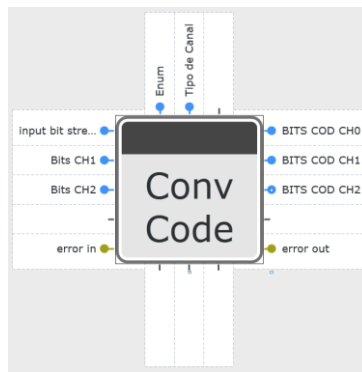 Enum
Tipo de Canal
input bit stre...
BITS COD CH0
Bits CH1
BITS COD CH1
Bits CH2
BITS COD CH2
Conv
Code
error in
error out